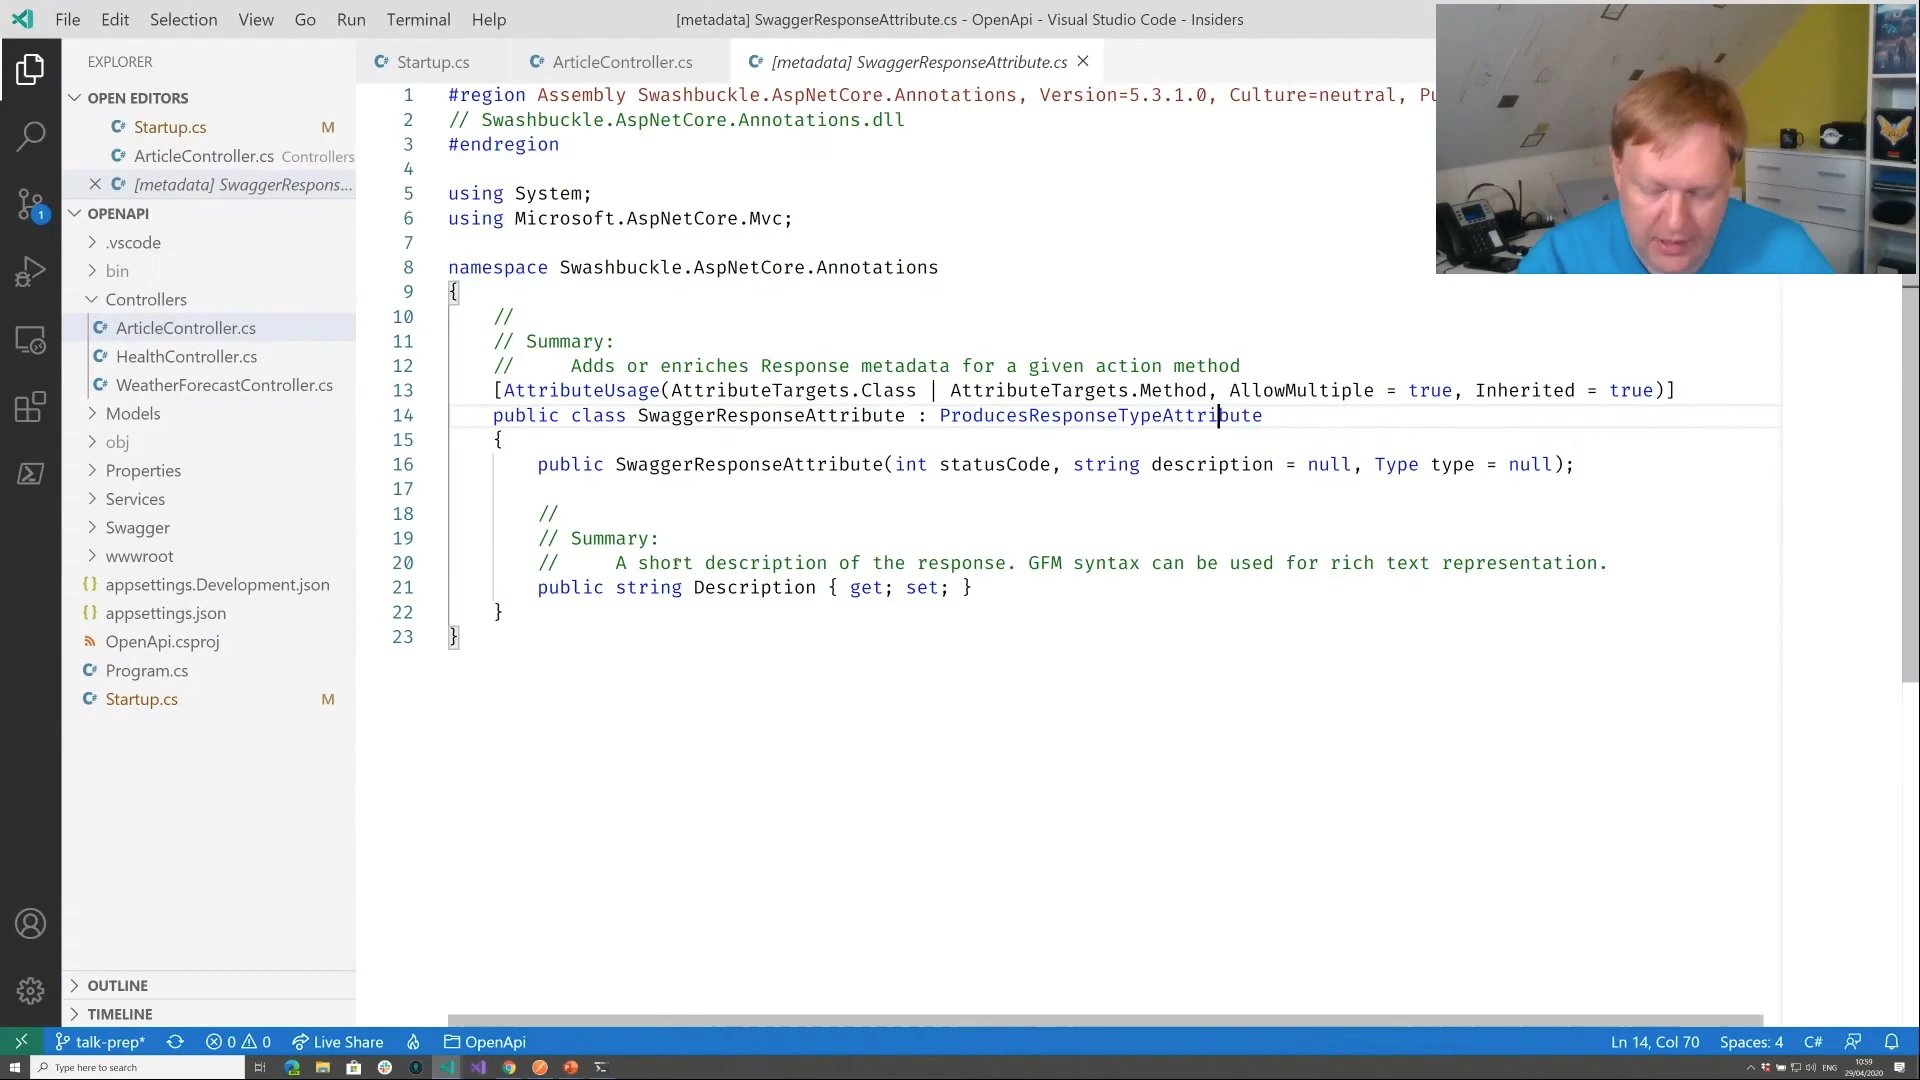 File Edit Selection View Go Run Terminal Help
[metadata] SwaggerResponseAttribute.cs - OpenApi - Visual Studio Code - Insiders
EXPLORER
OPEN EDITORS
Startup.cs M
ArticleController.cs Controllers
[metadata] SwaggerRespons...
OPENAPI
.vscode
bin
Controllers
ArticleController.cs
HealthController.cs
WeatherForecastController.cs
Models
obj
Properties
Services
Swagger
wwwroot
appsettings.Development.json
appsettings.json
OpenApi.csproj
Program.cs
Startup.cs M
OUTLINE
TIMELINE
1
Startup.cs
ArticleController.cs
[metadata] SwaggerResponseAttribute.cs
1 #region Assembly Swashbuckle.AspNetCore.Annotations, Version=5.3.1.0, Culture=neutral, Pu
2 // Swashbuckle.AspNetCore.Annotations.dll
3 #endregion
4
5 using System;
6 using Microsoft.AspNetCore.Mvc;
7
8 namespace Swashbuckle.AspNetCore.Annotations
9 {
10 //
11 // Summary:
12 //     Adds or enriches Response metadata for a given action method
13 [AttributeUsage(AttributeTargets.Class | AttributeTargets.Method, AllowMultiple = true, Inherited = true)]
14 public class SwaggerResponseAttribute : ProducesResponseTypeAttribute
15 {
16 public SwaggerResponseAttribute(int statusCode, string description = null, Type type = null);
17
18 //
19 // Summary:
20 //     A short description of the response. GFM syntax can be used for rich text representation.
21 public string Description { get; set; }
22 }
23 }
talk-prep* 0 0 Live Share OpenApi
Ln 14, Col 70 Spaces: 4 C#
Type here to search
ENG
10:59
29/04/2020